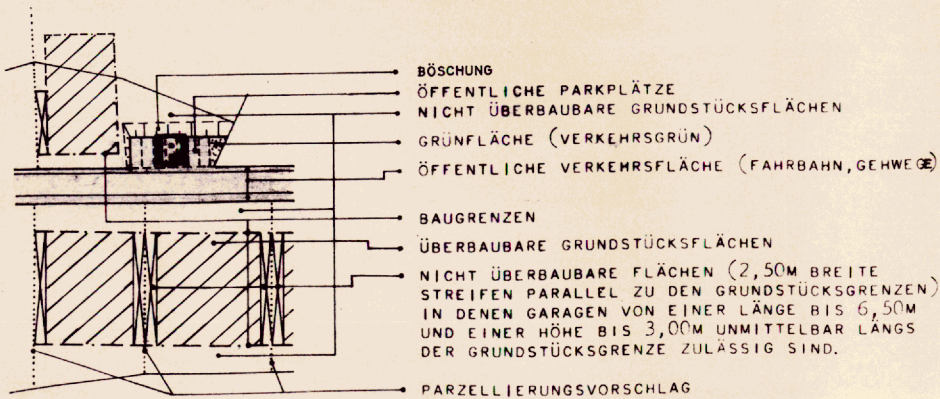 BÖSCHUNG
ÖFFENTLICHE PARKPLÄTZE
NICHT ÜBERBAUBARE GRUNDSTÜCKSFLÄCHEN
P
GRÜNFLÄCHE (VERKEHRSGRÜN)
ÖFFENTLICHE VERKEHRSFLÄCHE (FAHRBAHN, GEHWEGE)
BAUGRENZEN
ÜBERBAUBARE GRUNDSTÜCKSFLÄCHEN
NICHT ÜBERBAUBARE FLÄCHEN (2,50M BREITE
STREIFEN PARALLEL ZU DEN GRUNDSTÜCKSGRENZEN)
IN DENEN GARAGEN VON EINER LÄNGE BIS 6,50M
UND EINER HÖHE BIS 3,00M UNMITTELBAR LÄNGS
DER GRUNDSTÜCKSGRENZE ZULÄSSIG SIND.
PARZELLIERUNGSVORSCHLAG